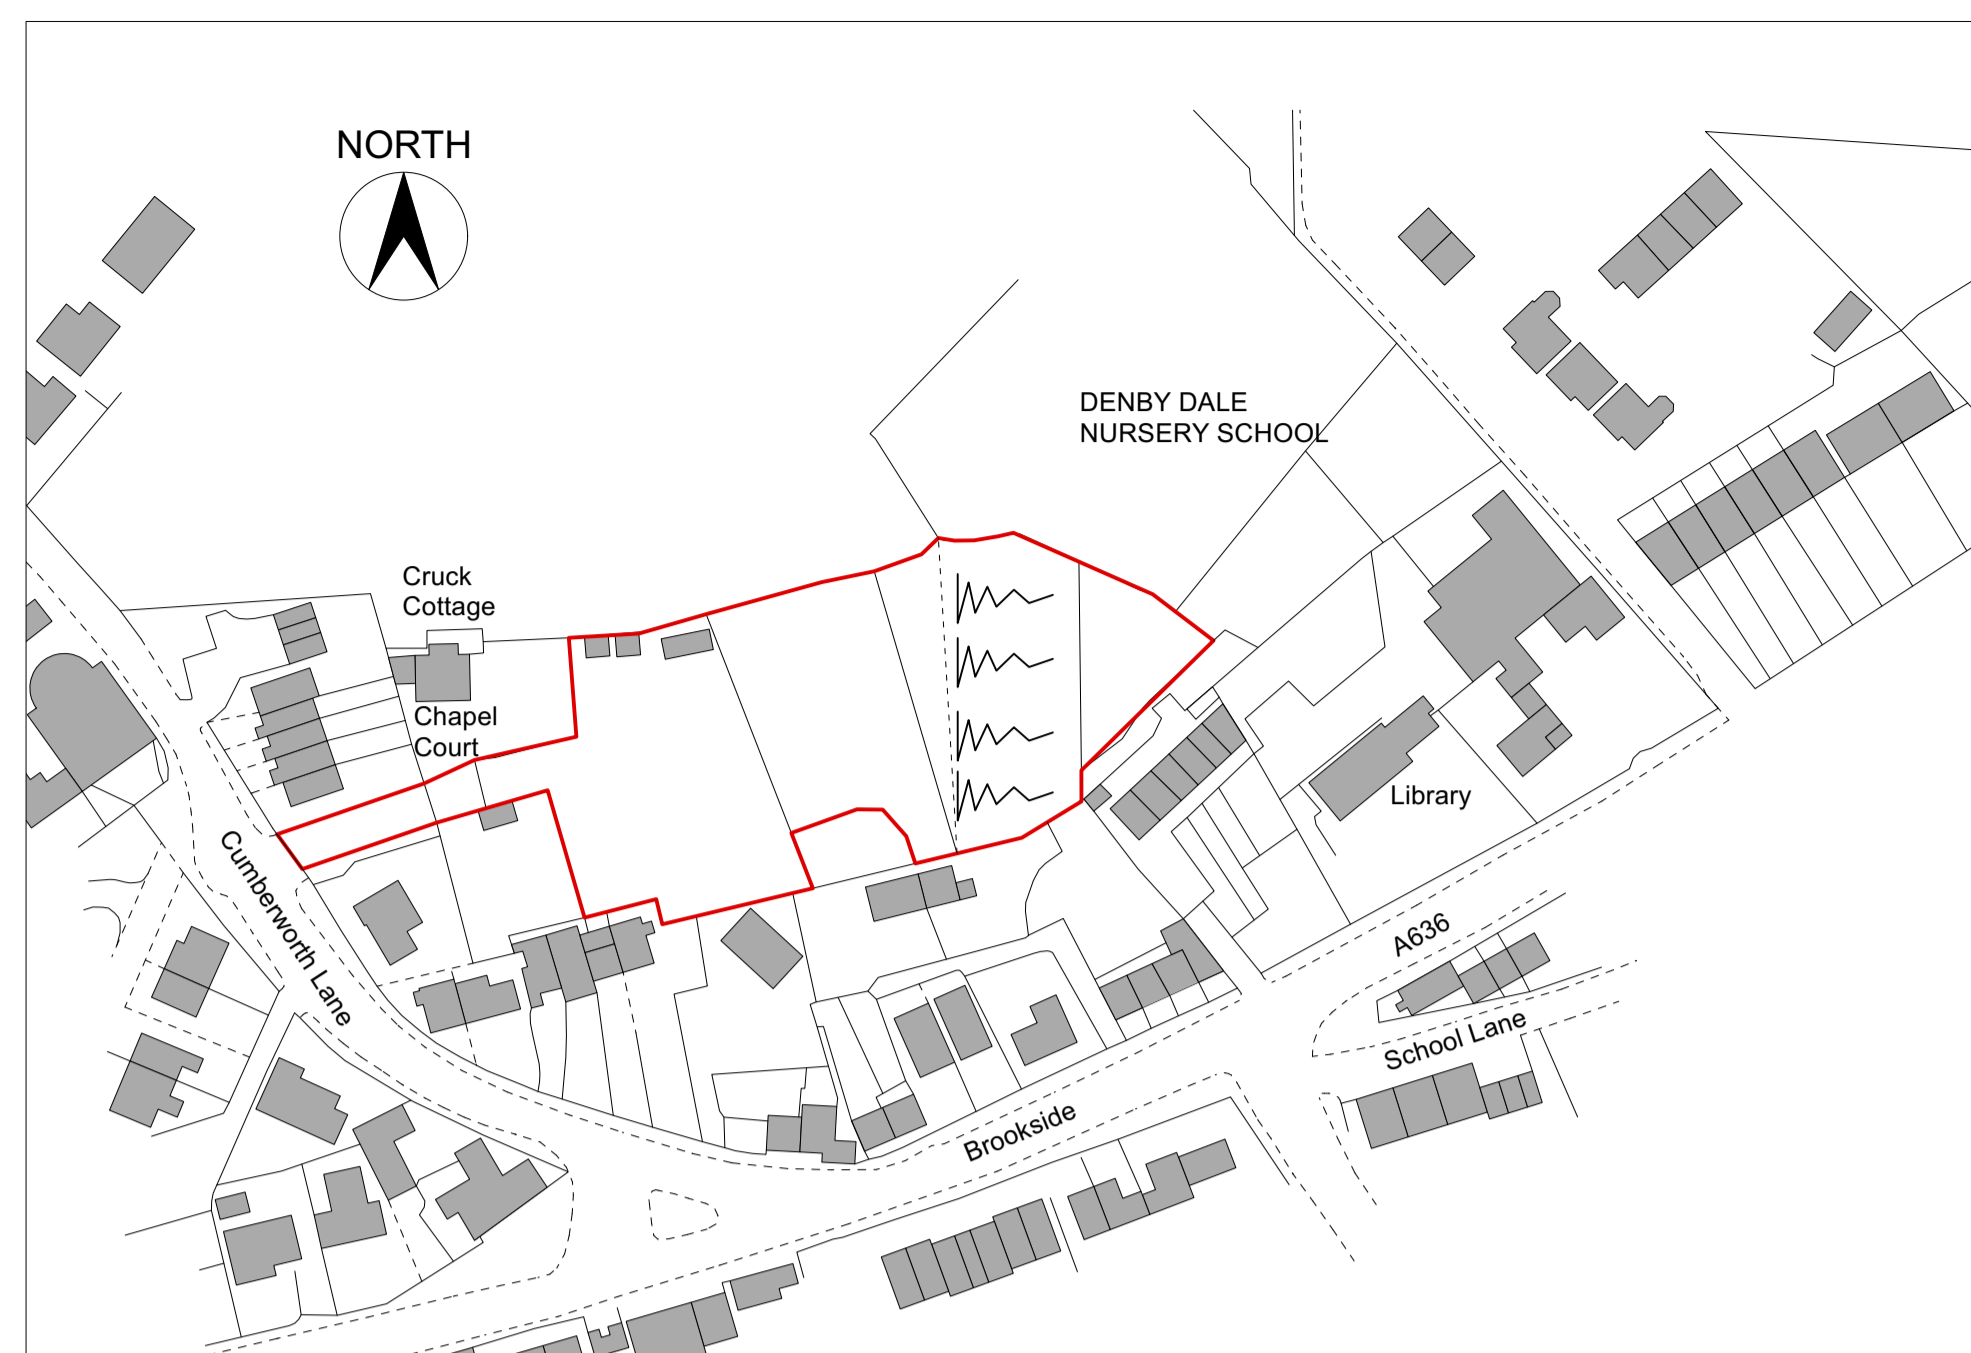 NORTH
DENBY DALE
NURSERY SCHOOL
Cruck
Cottage
Chapel
Court
Library
Cumberworth Lane
A636
School Lane
Brookside